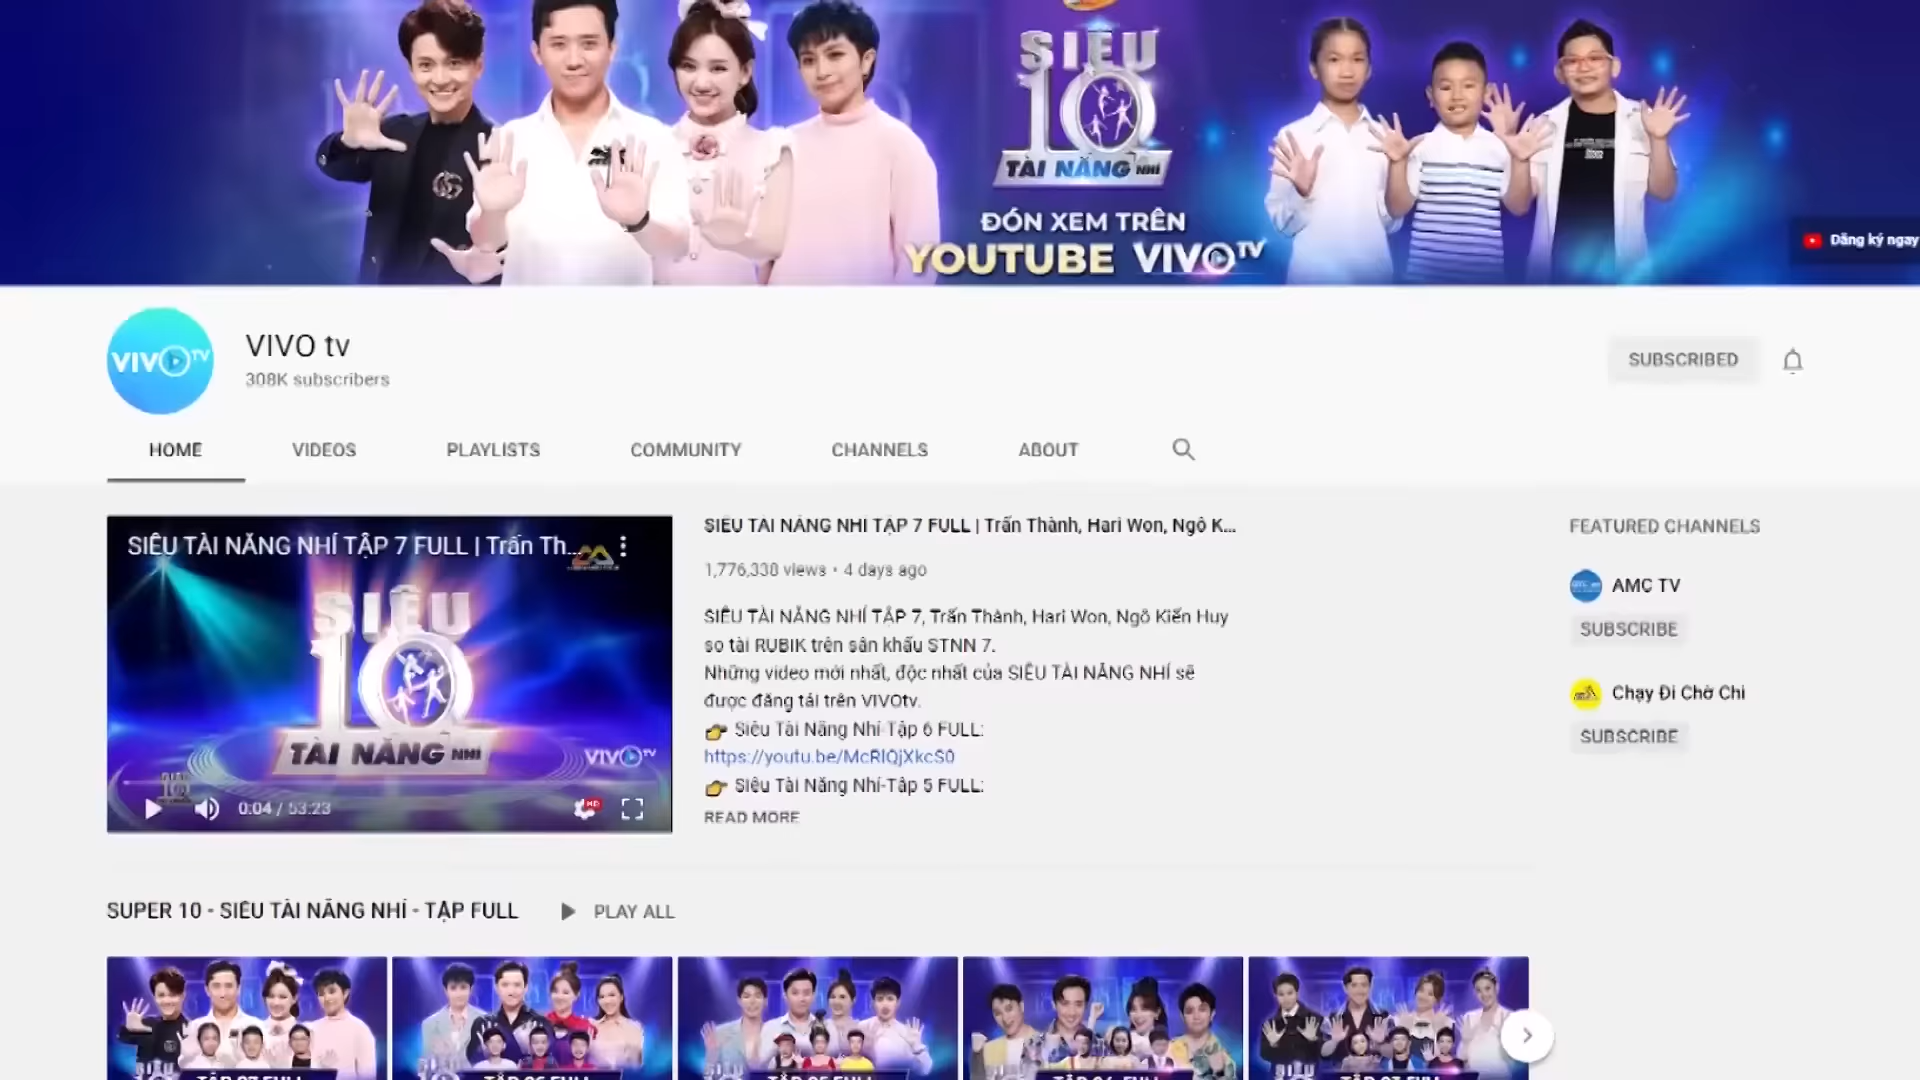 SIÊU
10
TÀI NĂNG NHÍ
ĐÓN XEM TRÊN
YOUTUBE VIVO TV
Đăng ký ngay
VIVO TV
VIVO tv
308K subscribers
SUBSCRIBED
HOME
VIDEOS
PLAYLISTS
COMMUNITY
CHANNELS
ABOUT
SIÊU TÀI NĂNG NHÍ TẬP 7 FULL | Trấn Th...
SIÊU
10
TÀI NĂNG NHÍ
VIVO TV
0:04 / 53:23
HD
SIÊU TÀI NĂNG NHÍ TẬP 7 FULL | Trấn Thành, Hari Won, Ngô K...
1,776,338 views • 4 days ago
SIÊU TÀI NĂNG NHÍ TẬP 7, Trấn Thành, Hari Won, Ngô Kiến Huy
so tài RUBIK trên sân khấu STNN 7.
Những video mới nhất, độc nhất của SIÊU TÀI NĂNG NHÍ sẽ
được đăng tải trên VIVOtv.
👉 Siêu Tài Năng Nhí-Tập 6 FULL:
https://youtu.be/McRlQjXkcS0
👉 Siêu Tài Năng Nhí-Tập 5 FULL:
READ MORE
FEATURED CHANNELS
AMC TV
SUBSCRIBE
Chạy Đi Chờ Chi
SUBSCRIBE
SUPER 10 - SIÊU TÀI NĂNG NHÍ - TẬP FULL
PLAY ALL